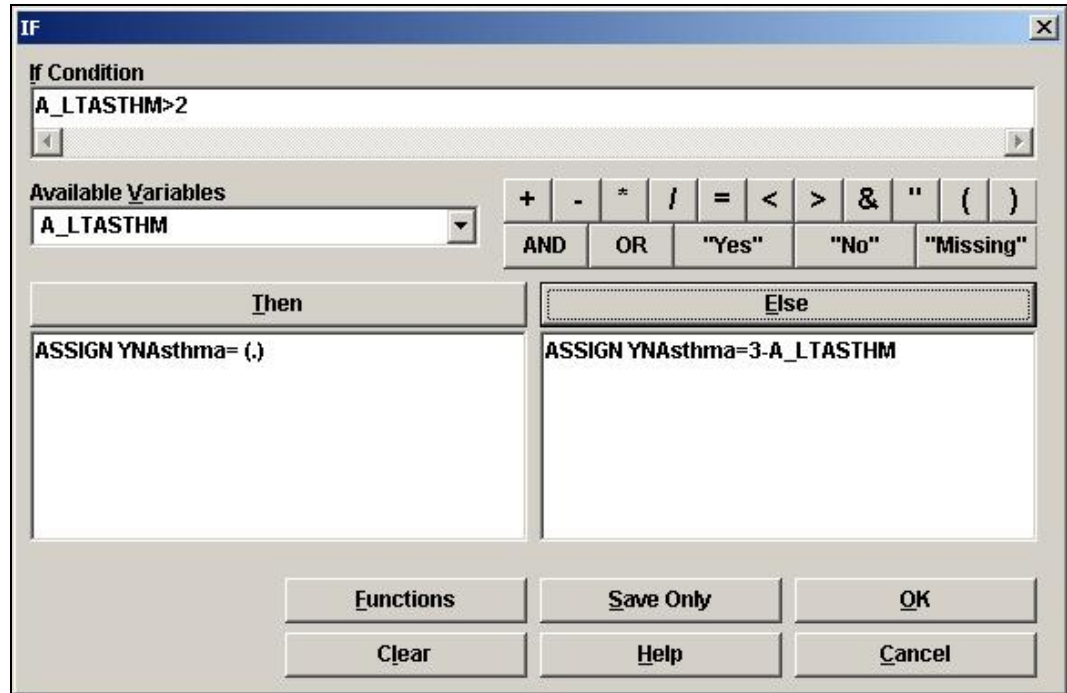 IF
If Condition
A_LTASTHM>2
Available Variables
A_LTASTHM
+ - * / = < > & " ( )
AND OR "Yes" "No" "Missing"
Then Else
ASSIGN YNAsthma= (.) ASSIGN YNAsthma=3-A_LTASTHM
Functions Save Only OK
Clear Help Cancel